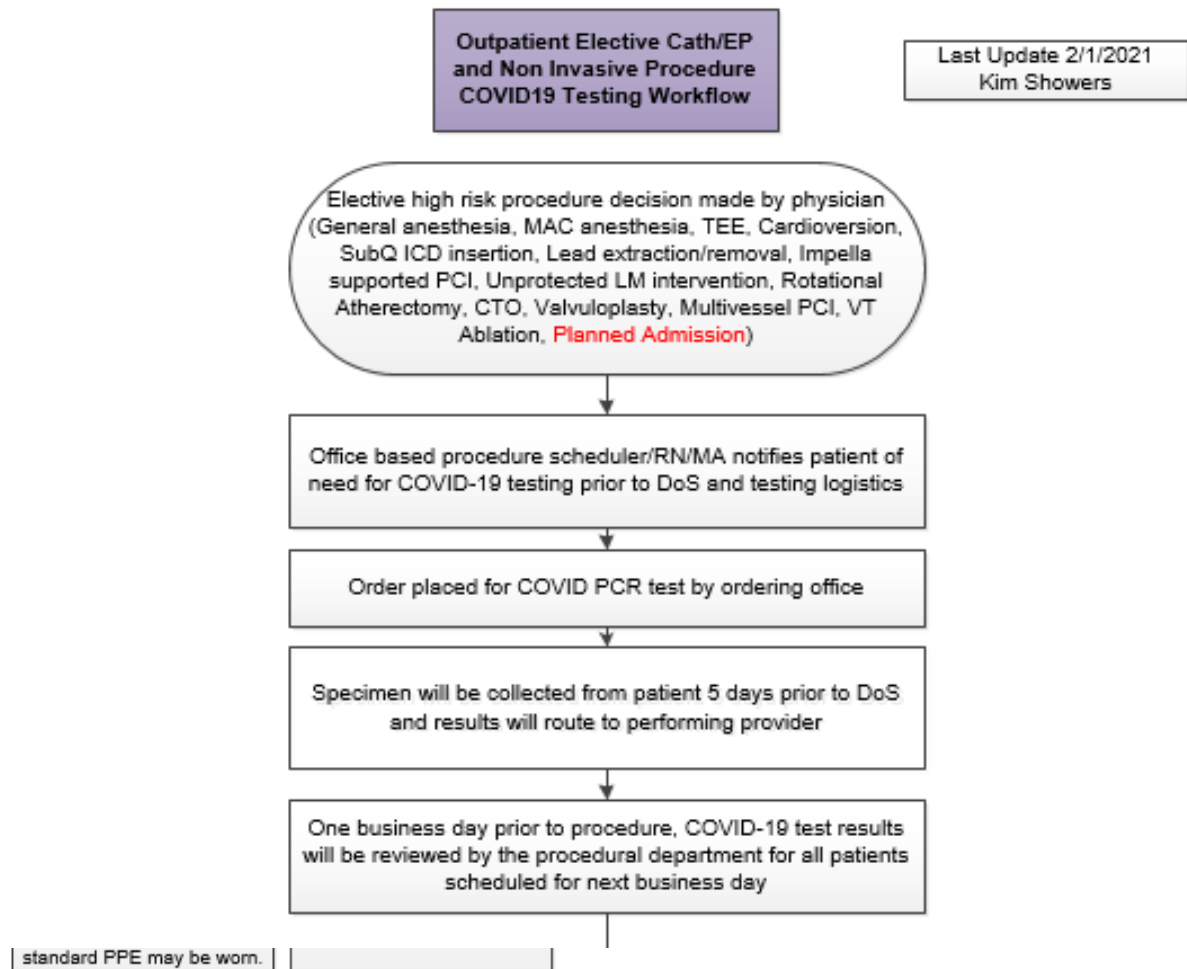 Outpatient Elective Cath/EP
and Non Invasive Procedure
COVID19 Testing Workflow
Last Update 2/1/2021
Kim Showers
Elective high risk procedure decision made by physician
(General anesthesia, MAC anesthesia, TEE, Cardioversion,
SubQ ICD insertion, Lead extraction/removal, Impella
supported PCI, Unprotected LM intervention, Rotational
Atherectomy, CTO, Valvuloplasty, Multivessel PCI, VT
Ablation, Planned Admission)
Office based procedure scheduler/RN/MA notifies patient of
need for COVID-19 testing prior to DoS and testing logistics
Order placed for COVID PCR test by ordering office
Specimen will be collected from patient 5 days prior to DoS
and results will route to performing provider
One business day prior to procedure, COVID-19 test results
will be reviewed by the procedural department for all patients
scheduled for next business day
standard PPE may be worn.